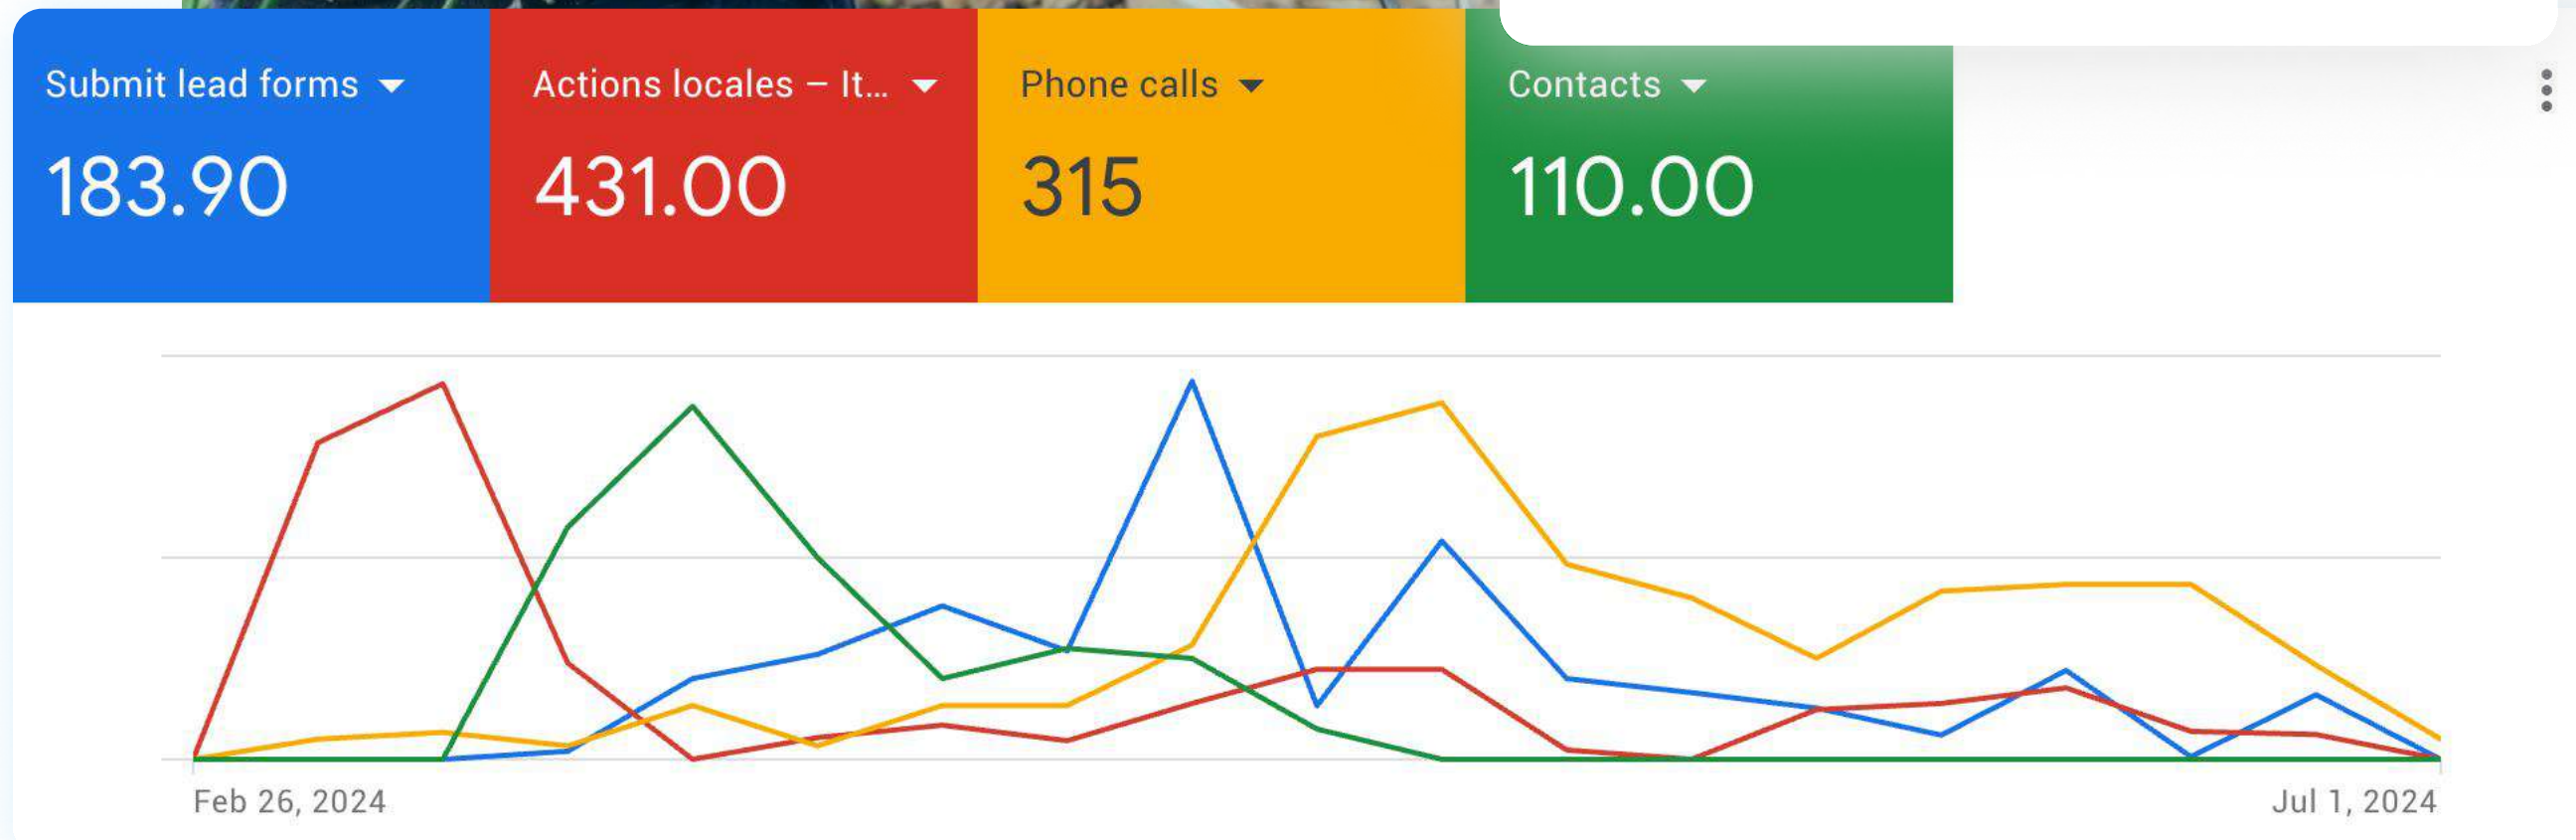 Submit lead forms
183.90
Actions locales – It...
431.00
Phone calls
315
Contacts
110.00
Feb 26, 2024
Jul 1, 2024